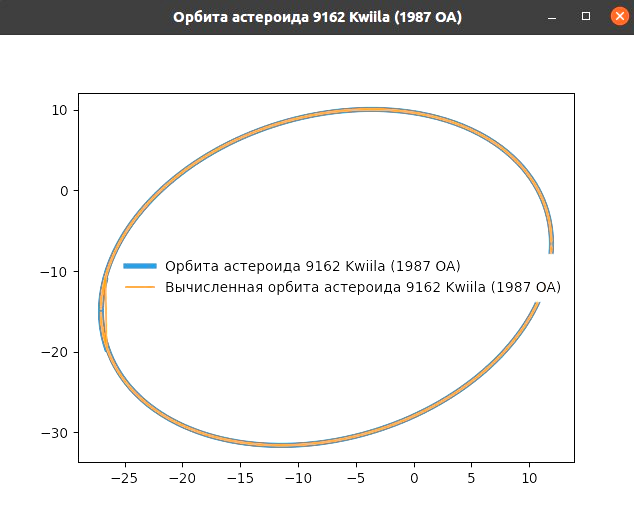 Орбита астероида 9162 Kwiila (1987 OA)
10
0
−10
−20
−30
Орбита астероида 9162 Kwiila (1987 OA)
Вычисленная орбита астероида 9162 Kwiila (1987 OA)
−25 −20 −15 −10 −5 0 5 10